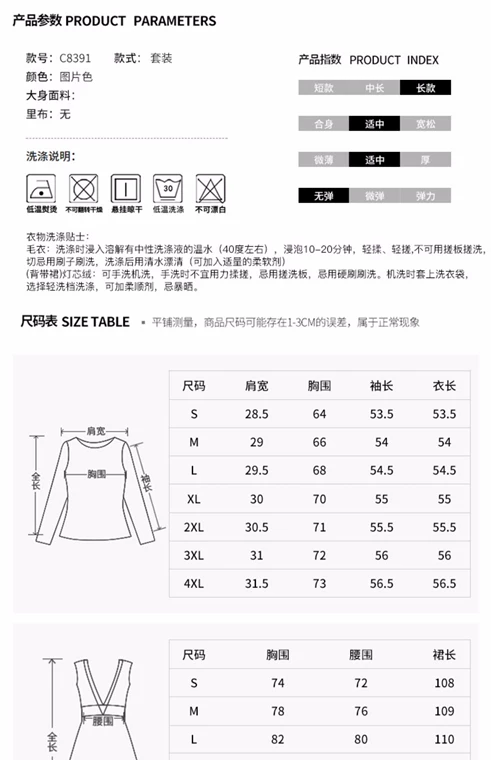 产品参数 PRODUCT PARAMETERS
款号：C8391 款式：套装
颜色：图片色
大身面料：
里布：无
产品指数 PRODUCT INDEX
短款 中长 长款
合身 适中 宽松
微薄 适中 厚
无弹 微弹 弹力
洗涤说明：
30
低温熨烫 不可翻转干燥 悬挂晾干 低温洗涤 不可漂白
衣物洗涤贴士：
毛衣：洗涤时浸入溶解有中性洗涤液的温水（40度左右），浸泡10-20分钟，轻揉、轻搓,不可用搓板搓洗,
切忌用刷子刷洗，洗涤后用清水漂清（可加入适量的柔软剂）
(背带裙)灯芯绒：可手洗机洗，手洗时不宜用力揉搓，忌用搓洗板，忌用硬刷刷洗。机洗时套上洗衣袋，
选择轻洗档洗涤，可加柔顺剂，忌暴晒。
尺码表 SIZE TABLE * 平铺测量，商品尺码可能存在1-3CM的误差，属于正常现象
肩宽
胸围
全长
袖长
尺码 肩宽 胸围 袖长 衣长
S 28.5 64 53.5 53.5
M 29 66 54 54
L 29.5 68 54.5 54.5
XL 30 70 55 55
2XL 30.5 71 55.5 55.5
3XL 31 72 56 56
4XL 31.5 73 56.5 56.5
腰围
全长
尺码 胸围 腰围 裙长
S 74 72 108
M 78 76 109
L 82 80 110